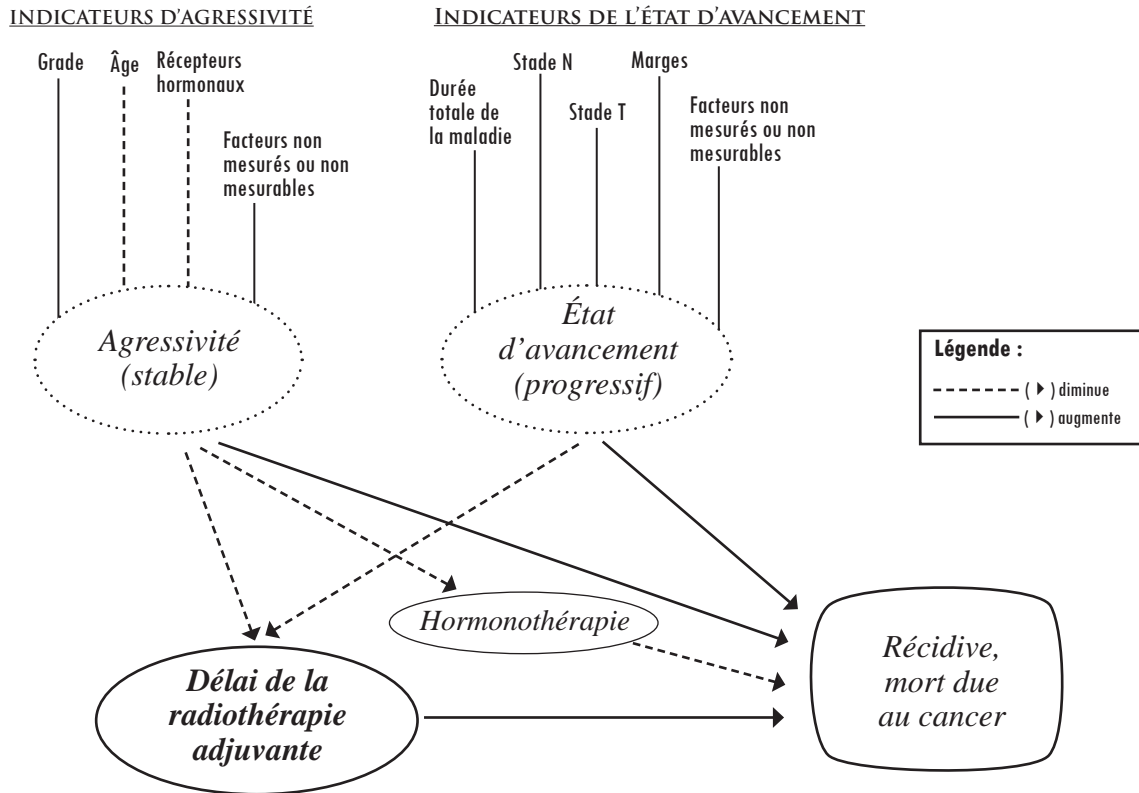 INDICATEURS D'AGRESSIVITÉ
Grade
Âge
Récepteurs
hormonaux
Facteurs non
mesurés ou non
mesurables
INDICATEURS DE L'ÉTAT D'AVANCEMENT
Durée
totale de
la maladie
Stade N
Stade T
Marges
Facteurs non
mesurés ou non
mesurables
Agressivité
(stable)
État
d'avancement
(progressif)
Légende :
( ) diminue
( ) augmente
Hormonothérapie
Délai de la
radiothérapie
adjuvante
Récidive,
mort due
au cancer